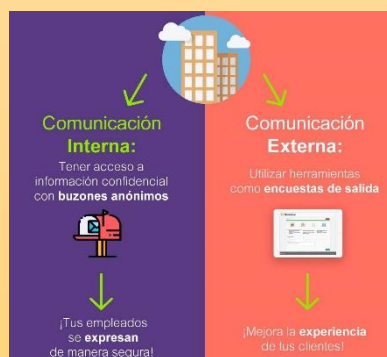 Comunicación
Interna:
Tener acceso a
información confidencial
con buzones anónimos
¡Tus empleados
se expresan
de manera segura!
Comunicación
Externa:
Utilizar herramientas
como encuestas de salida
¡Mejora la experiencia
de tus clientes!